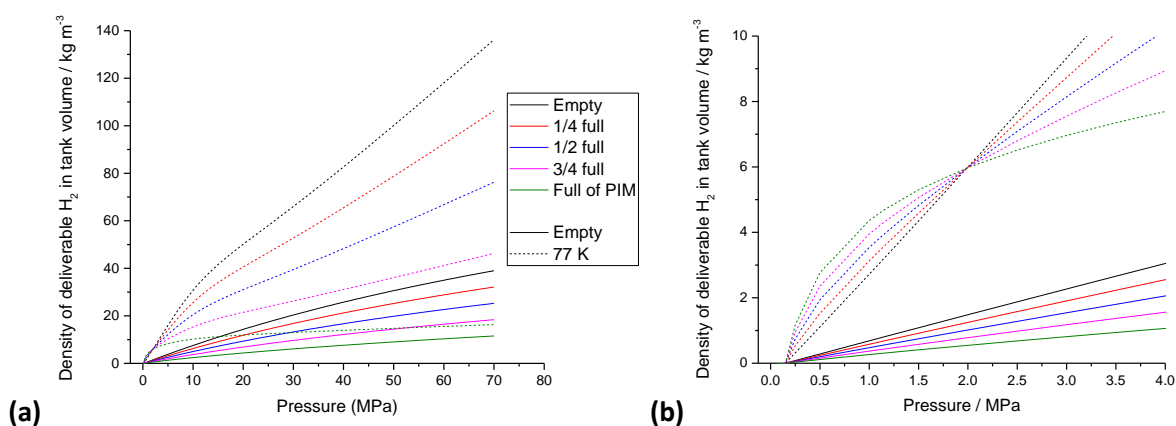 Density of deliverable H2 in tank volume / kg m-3
140
120
100
80
60
40
20
0
0 10 20 30 40 50 60 70 80
Pressure (MPa)
(a)
Empty
1/4 full
1/2 full
3/4 full
Full of PIM
Empty
77 K
Density of deliverable H2 in tank volume / kg m-3
10
8
6
4
2
0
0.0 0.5 1.0 1.5 2.0 2.5 3.0 3.5 4.0
Pressure / MPa
(b)